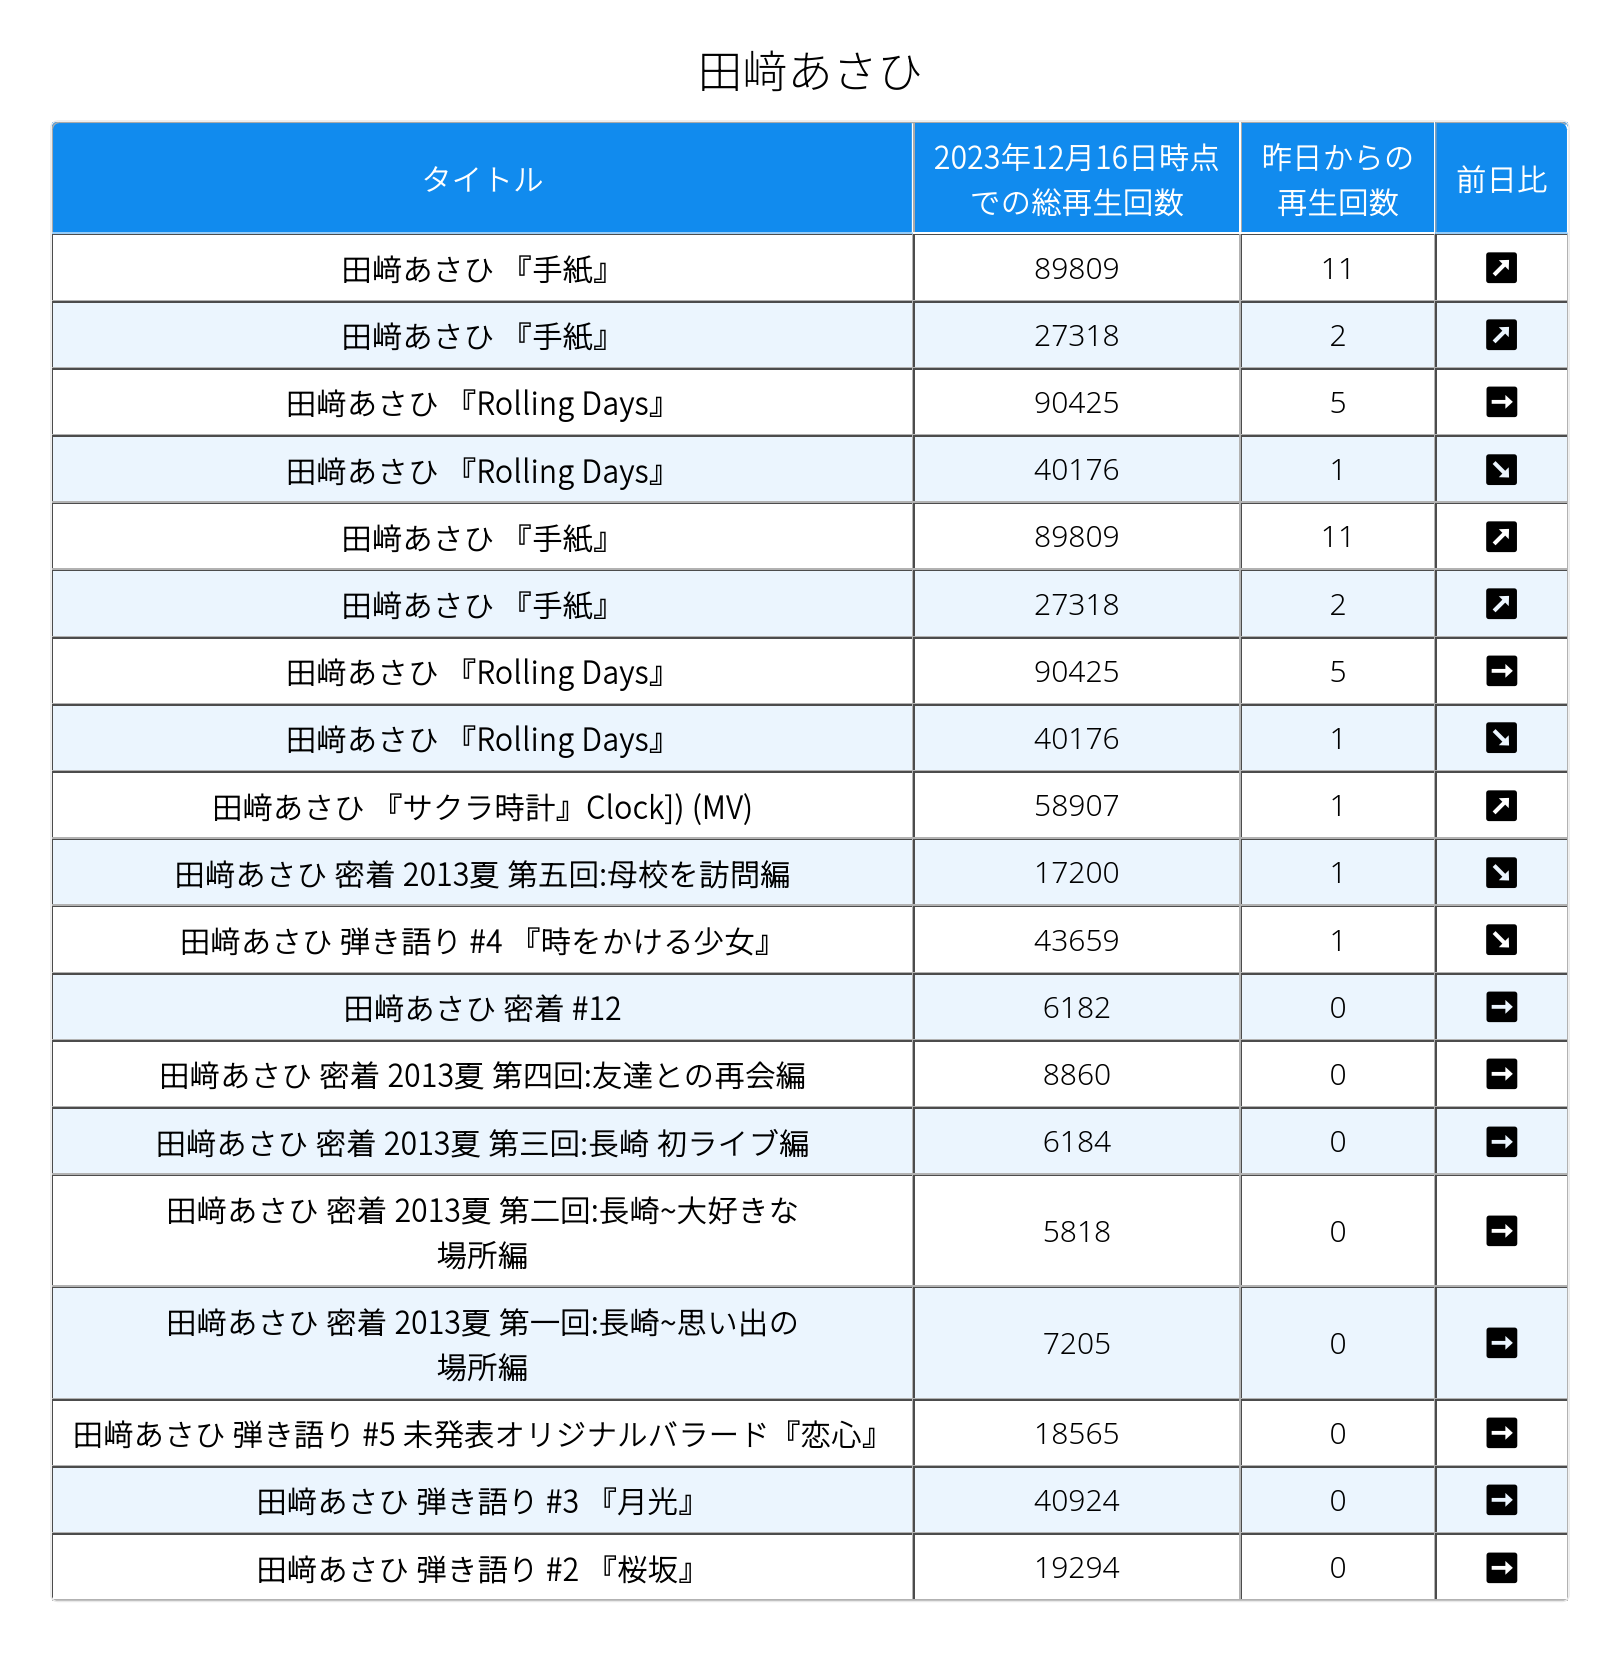 田﨑あさひ
タイトル
2023年12月16日時点
での総再生回数
昨日からの
再生回数
前日比
田﨑あさひ 『手紙』 89809 11
田﨑あさひ 『手紙』 27318 2
田﨑あさひ 『Rolling Days』 90425 5
田﨑あさひ 『Rolling Days』 40176 1
田﨑あさひ 『手紙』 89809 11
田﨑あさひ 『手紙』 27318 2
田﨑あさひ 『Rolling Days』 90425 5
田﨑あさひ 『Rolling Days』 40176 1
田﨑あさひ 『サクラ時計』Clock]) (MV) 58907 1
田﨑あさひ 密着 2013夏 第五回:母校を訪問編 17200 1
田﨑あさひ 弾き語り #4 『時をかける少女』 43659 1
田﨑あさひ 密着 #12 6182 0
田﨑あさひ 密着 2013夏 第四回:友達との再会編 8860 0
田﨑あさひ 密着 2013夏 第三回:長崎 初ライブ編 6184 0
田﨑あさひ 密着 2013夏 第二回:長崎~大好きな
場所編 5818 0
田﨑あさひ 密着 2013夏 第一回:長崎~思い出の
場所編 7205 0
田﨑あさひ 弾き語り #5 未発表オリジナルバラード『恋心』 18565 0
田﨑あさひ 弾き語り #3 『月光』 40924 0
田﨑あさひ 弾き語り #2 『桜坂』 19294 0